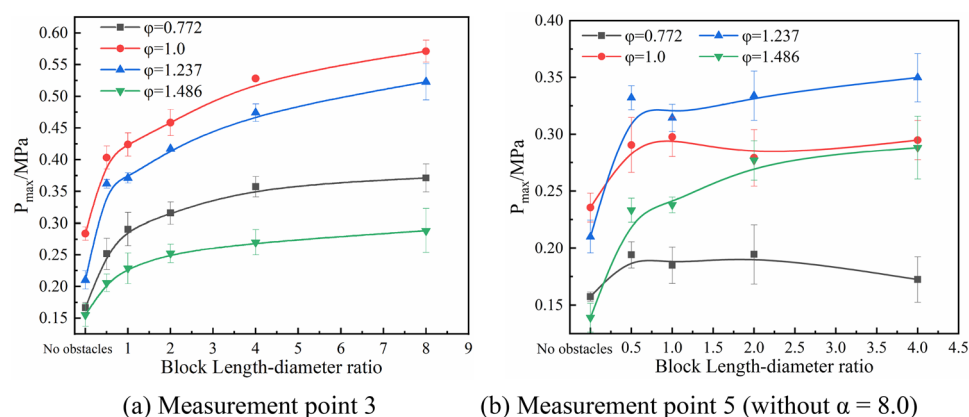 0.60
0.55
0.50
0.45
0.40
0.35
0.30
0.25
0.20
0.15
P max/MPa
φ=0.772
φ=1.0
φ=1.237
φ=1.486
No obstacles 1 2 3 4 5 6 7 8 9
Block Length-diameter ratio
(a) Measurement point 3
0.40
0.35
0.30
0.25
0.20
0.15
P max/MPa
φ=0.772 φ=1.237
φ=1.0 φ=1.486
No obstacles 0.5 1.0 1.5 2.0 2.5 3.0 3.5 4.0 4.5
Block Length-diameter ratio
(b) Measurement point 5 (without α = 8.0)